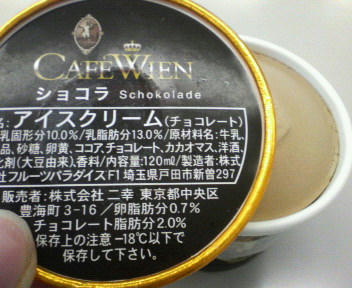 CAFÉ WIEN
ショコラ Schokolade
名:アイスクリーム(チョコレート)
乳固形分10.0%/乳脂肪分13.0%/原材料名:牛乳、
品、砂糖、卵黄、ココア、チョコレート、カカオマス、洋酒、
化剤(大豆由来)、香料/内容量:120ml/製造者:株式
社フルーツパラダイスF1 埼玉県戸田市新曽297
販売者:株式会社 二幸 東京都中央区
豊海町3-16/卵脂肪分0.7%
チョコレート脂肪分2.0%
保存上の注意 -18℃以下で
保存して下さい。